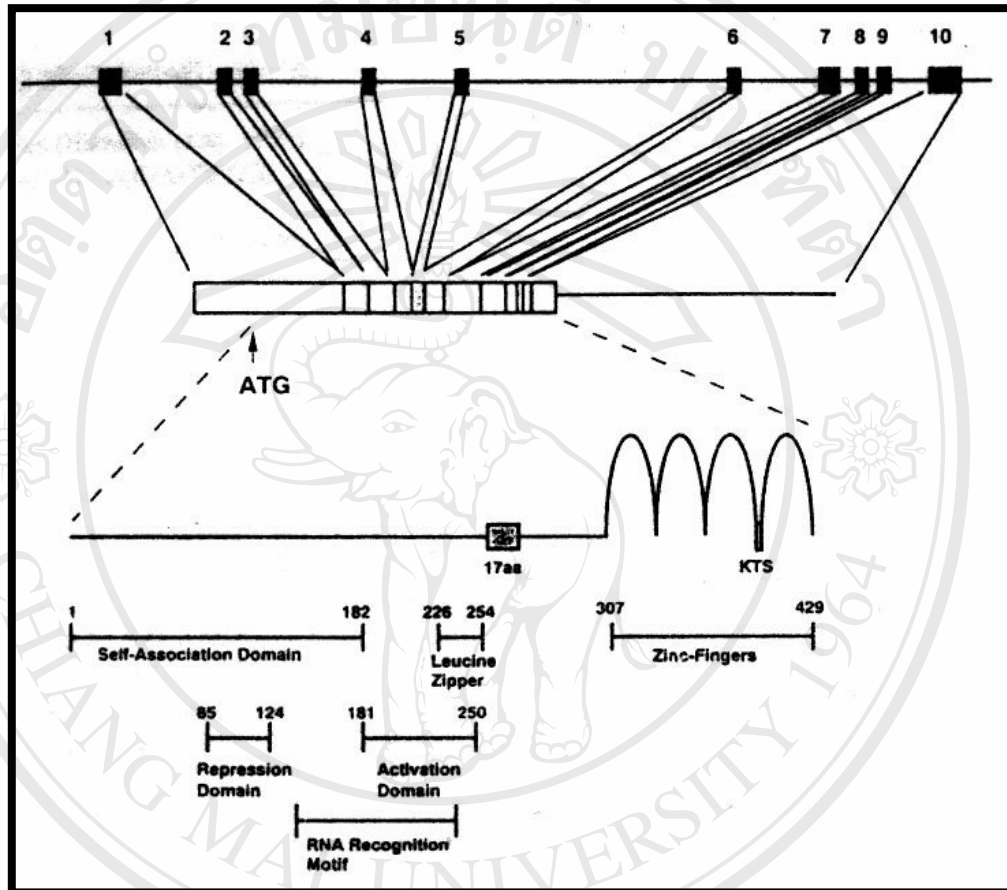 1 2 3 4 5 6 7 8 9 10
ATG
17aa
KTS
1 182 226 254 307 429
Self-Association Domain
Leucine
Zipper
Zinc-Fingers
85 124 181 250
Repression
Domain
Activation
Domain
RNA Recognition
Motif
CHIANG MAI UNIVERSITY 1964